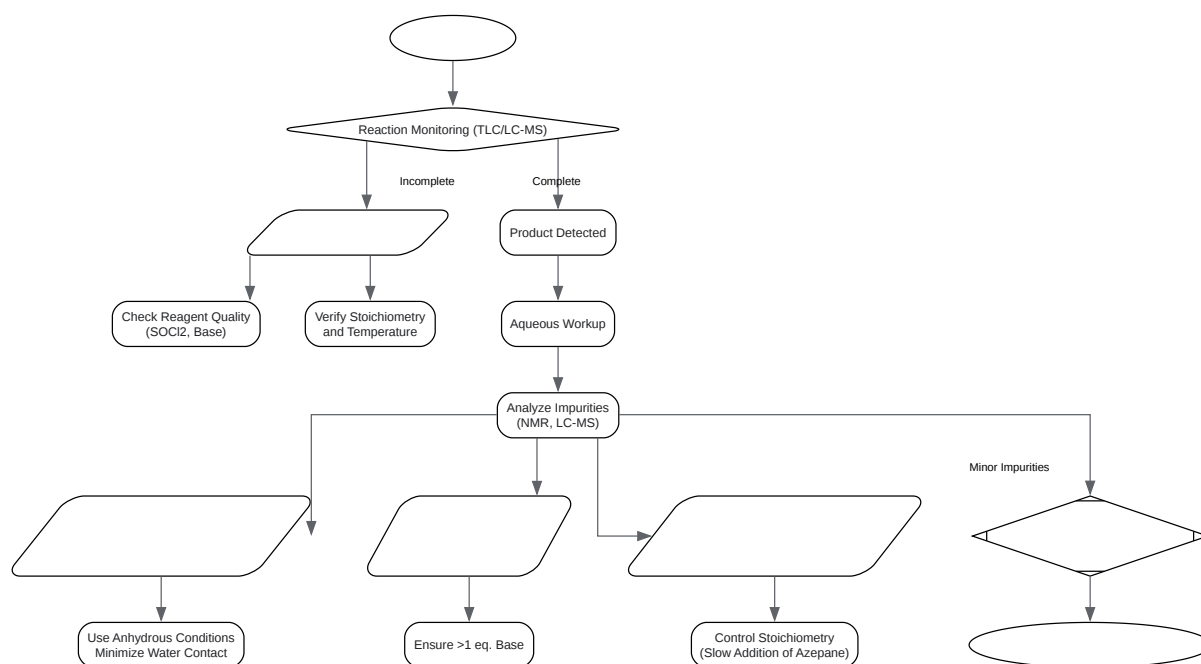 Reaction Monitoring (TLC/LC-MS)
Incomplete
Complete
Product Detected
Check Reagent Quality
(SOCl2, Base)
Verify Stoichiometry
and Temperature
Aqueous Workup
Analyze Impurities
(NMR, LC-MS)
Minor Impurities
Use Anhydrous Conditions
Minimize Water Contact
Ensure >1 eq. Base
Control Stoichiometry
(Slow Addition of Azepane)